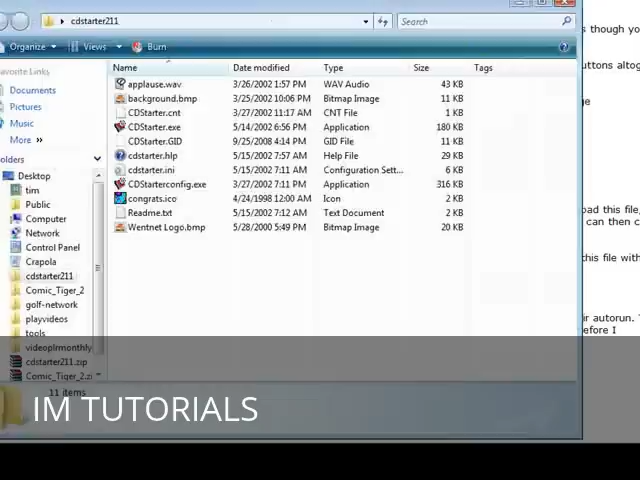 cdstarter211
Search
s though yo
Organize
Views
Burn
avorite Links
Name
Date modified
Type
Size
Tags
uttons altog
applause.wav 3/26/2002 1:57 PM WAV Audio 43 KB
Documents
background.bmp 3/25/2002 10:06 PM Bitmap Image 11 KB
ge
Pictures
CDStarter.cnt 3/27/2002 11:17 AM CNT File 1 KB
Music
CDStarter.exe 5/14/2002 6:56 PM Application 180 KB
More »
CDStarter.GID 9/25/2008 4:14 PM GID File 11 KB
olders
cdstarter.hlp 5/15/2002 7:57 AM Help File 29 KB
cdstarter.ini 5/15/2002 7:11 PM Configuration Sett... 6 KB
Desktop
CDStarterconfig.exe 3/27/2002 7:11 PM Application 316 KB
tim
congrats.ico 4/24/1998 12:00 AM Icon 2 KB
Public
Readme.txt 5/15/2002 7:12 AM Text Document 2 KB
oad this file,
Computer
Wentnet Logo.bmp 5/28/2000 5:49 PM Bitmap Image 20 KB
can then c
Network
Control Panel
Crapola
his file with
cdstarter211
Comic_Tiger_2
golf-network
playvideos
ir autorun.
tools
efore I
videoplrmonthly
cdstarter211.zip
Comic_Tiger_2.zi
11 items
IM TUTORIALS